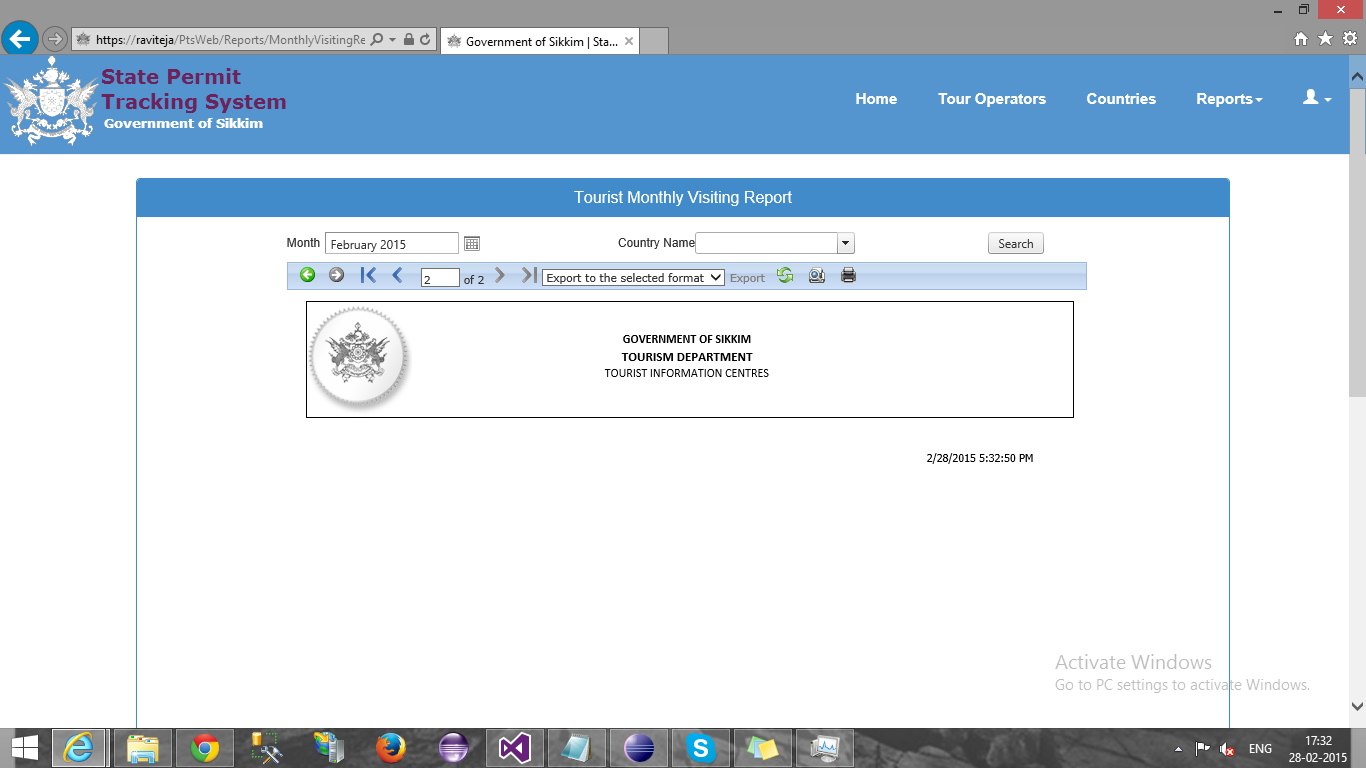 https://raviteja/PtsWeb/Reports/MonthlyVisitingRe
Government of Sikkim | Sta...
State Permit
Tracking System
Government of Sikkim
Home
Tour Operators
Countries
Reports
Tourist Monthly Visiting Report
Month
February 2015
Country Name
Search
2
of 2
Export to the selected format
Export
GOVERNMENT OF SIKKIM
TOURISM DEPARTMENT
TOURIST INFORMATION CENTRES
2/28/2015 5:32:50 PM
Activate Windows
Go to PC settings to activate Windows.
ENG
17:32
28-02-2015